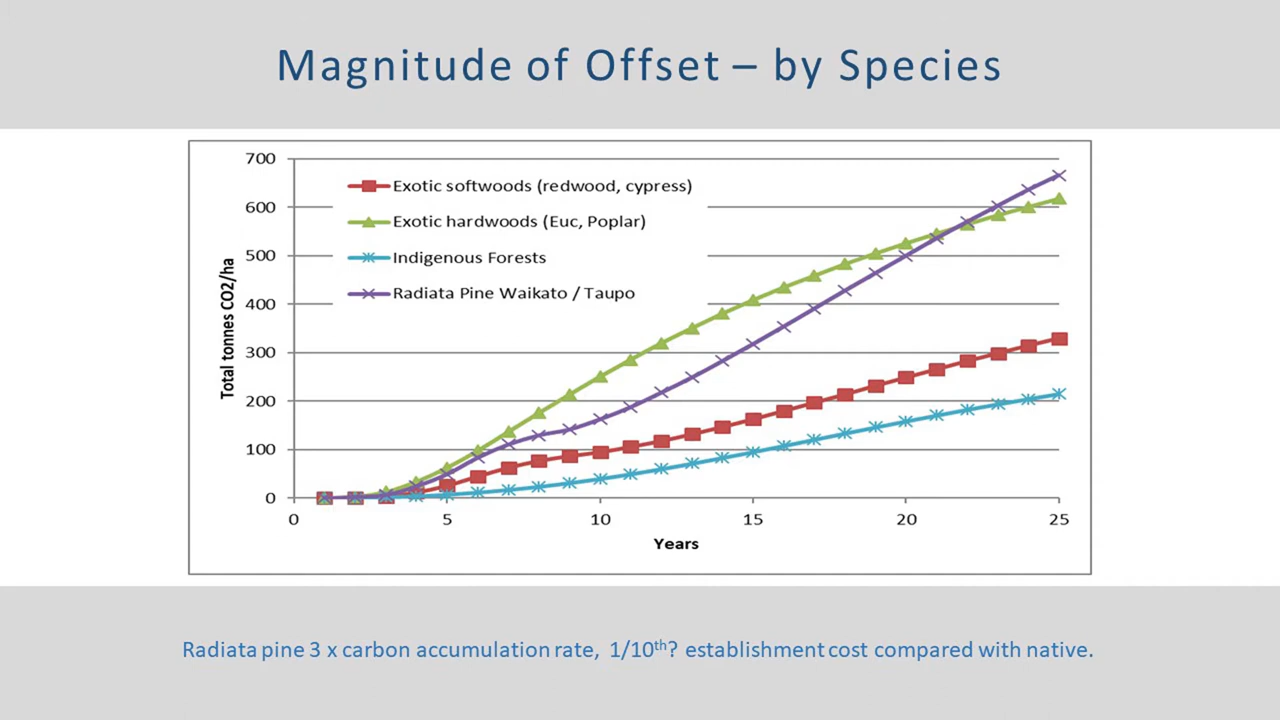 Magnitude of Offset – by Species
700
600
500
400
300
200
100
0
Total tonnes CO2/ha
Exotic softwoods (redwood, cypress)
Exotic hardwoods (Euc, Poplar)
Indigenous Forests
Radiata Pine Waikato / Taupo
0 5 10 15 20 25
Years
Radiata pine 3 x carbon accumulation rate, 1/10th? establishment cost compared with native.